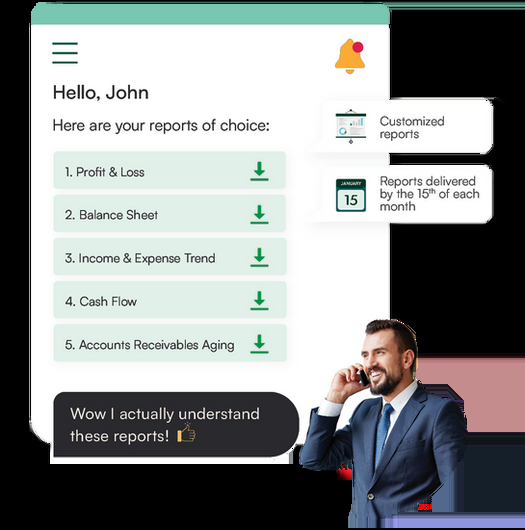 Hello, John
Here are your reports of choice:
1. Profit & Loss
2. Balance Sheet
3. Income & Expense Trend
4. Cash Flow
5. Accounts Receivables Aging
Customized
reports
JANUARY
15
Reports delivered
by the 15th of each
month
Wow I actually understand
these reports! 👍